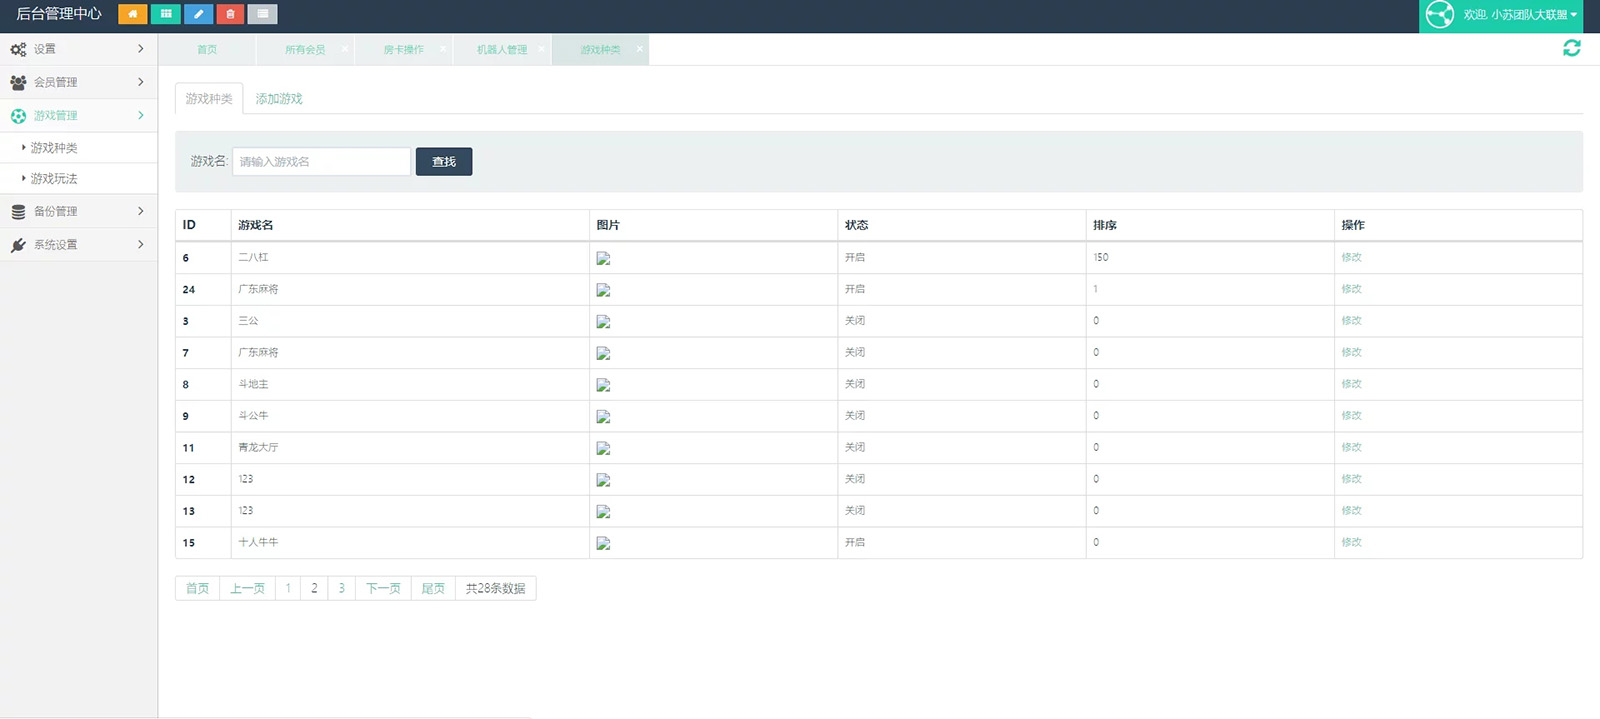 后台管理中心
欢迎, 小苏团队大联盟
设置
会员管理
游戏管理
游戏种类
游戏玩法
备份管理
系统设置
首页 所有会员 × 房卡操作 × 机器人管理 × 游戏种类 ×
游戏种类 添加游戏
游戏名: 请输入游戏名 查找
ID 游戏名 图片 状态 排序 操作
6 二八杠 开启 150 修改
24 广东麻将 开启 1 修改
3 三公 关闭 0 修改
7 广东麻将 关闭 0 修改
8 斗地主 关闭 0 修改
9 斗公牛 关闭 0 修改
11 青龙大厅 关闭 0 修改
12 123 关闭 0 修改
13 123 关闭 0 修改
15 十人牛牛 开启 0 修改
首页 上一页 1 2 3 下一页 尾页 共28条数据